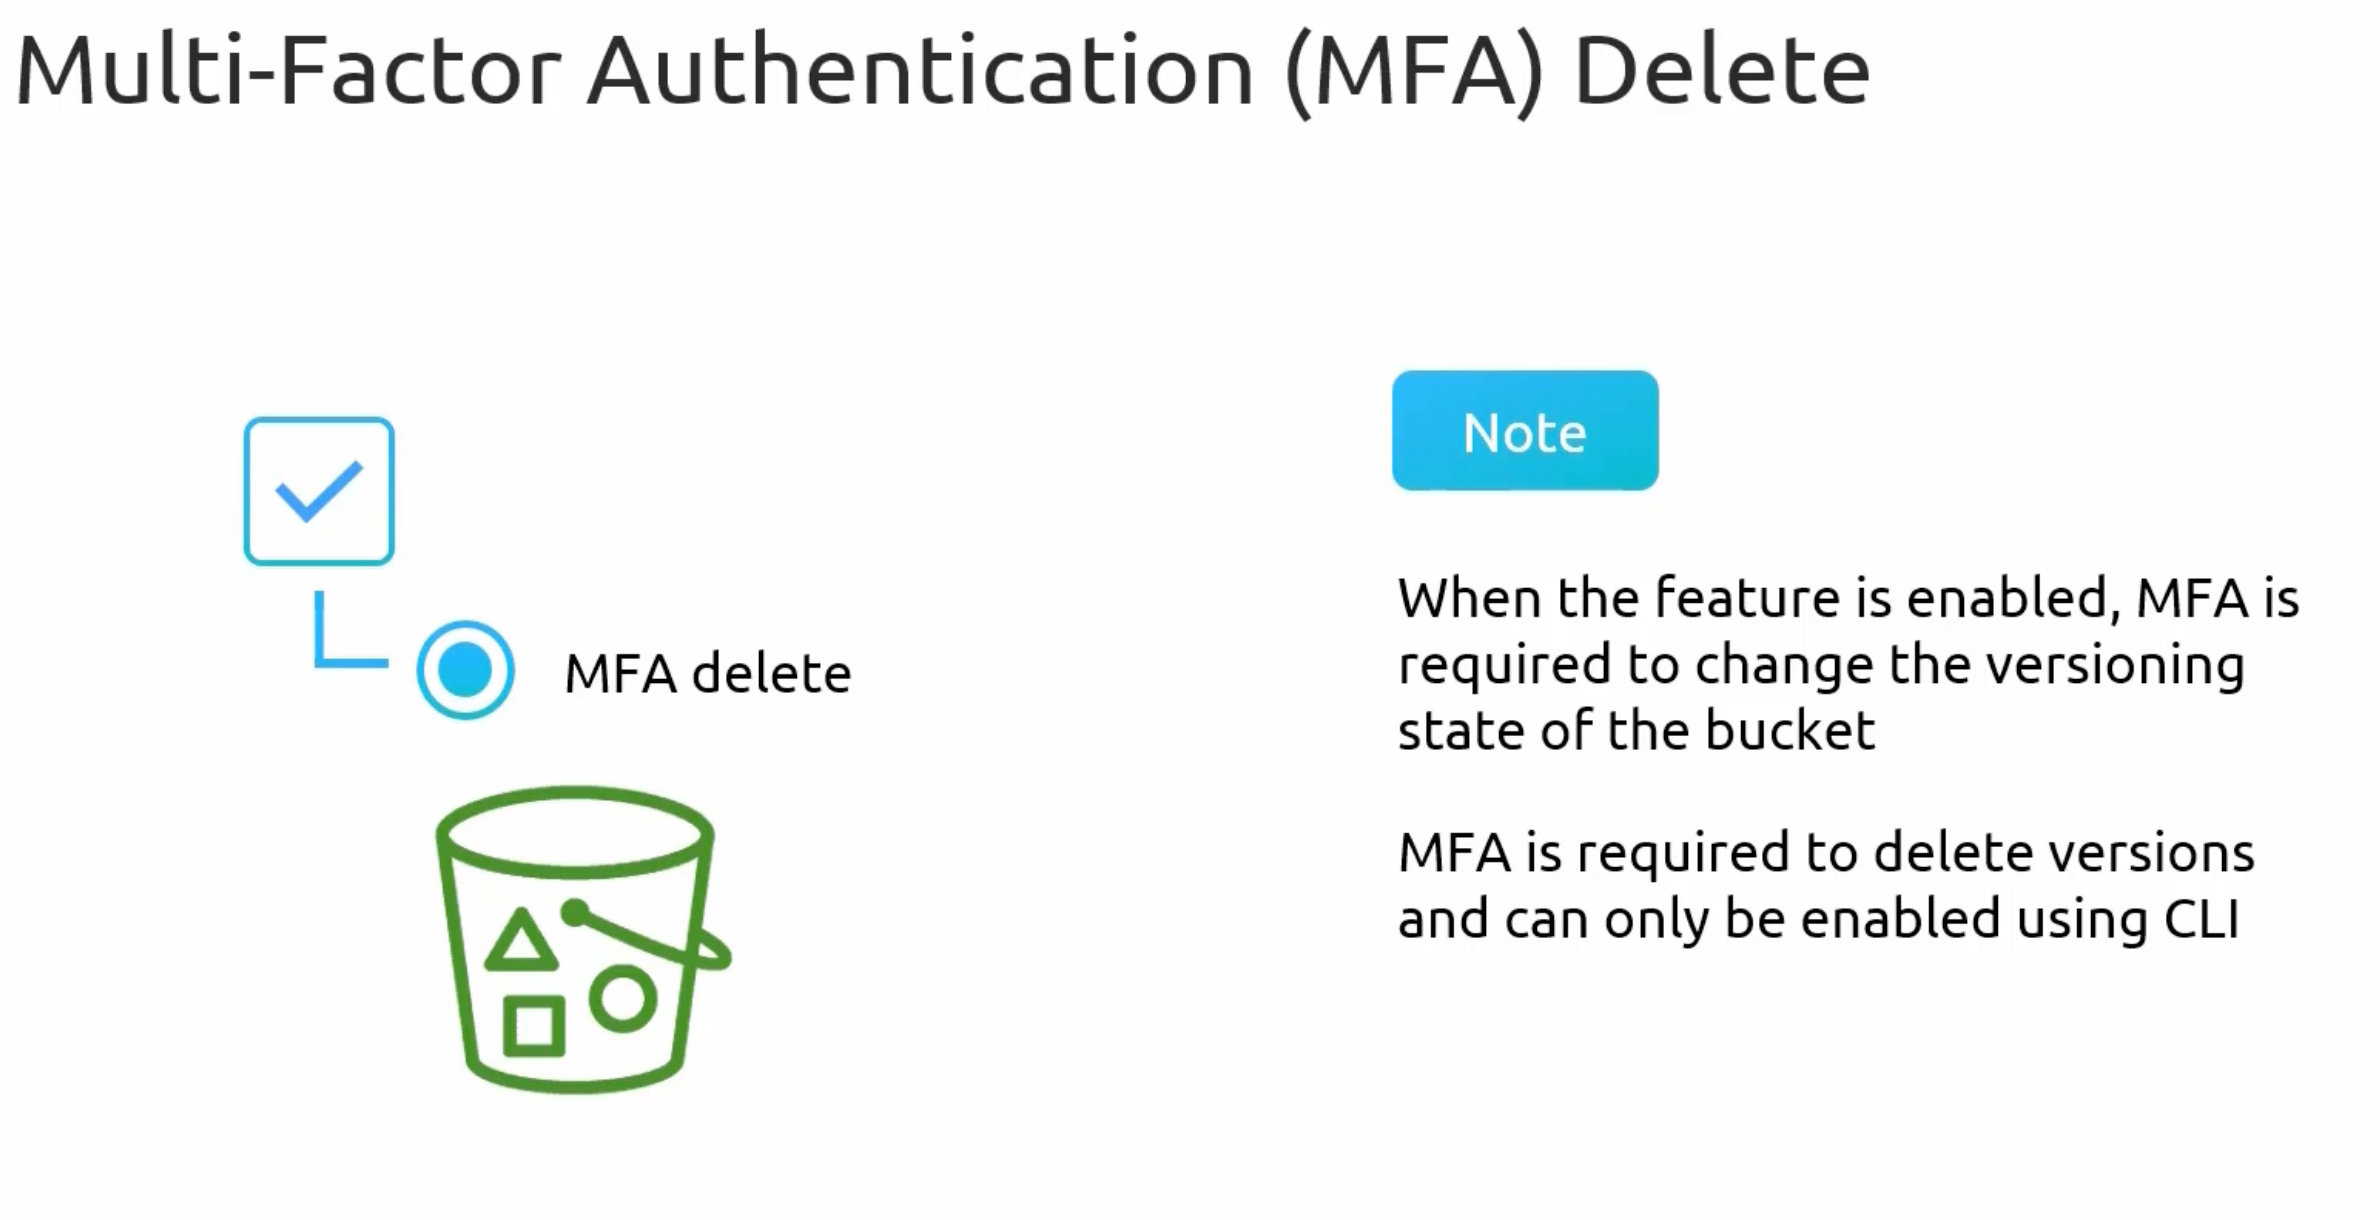 Multi-Factor Authentication (MFA) Delete
MFA delete
Note
When the feature is enabled, MFA is
required to change the versioning
state of the bucket
MFA is required to delete versions
and can only be enabled using CLI